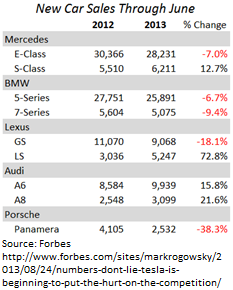 New Car Sales Through June
2012 2013 % Change
Mercedes
E-Class 30,366 28,231 -7.0%
S-Class 5,510 6,211 12.7%
BMW
5-Series 27,751 25,891 -6.7%
7-Series 5,604 5,075 -9.4%
Lexus
GS 11,070 9,068 -18.1%
LS 3,036 5,247 72.8%
Audi
A6 8,584 9,939 15.8%
A8 2,548 3,099 21.6%
Porsche
Panamera 4,105 2,532 -38.3%
Source: Forbes
http://www.forbes.com/sites/markrogowsky/2
013/08/24/numbers-dont-lie-tesla-is-
beginning-to-put-the-hurt-on-the-competition/